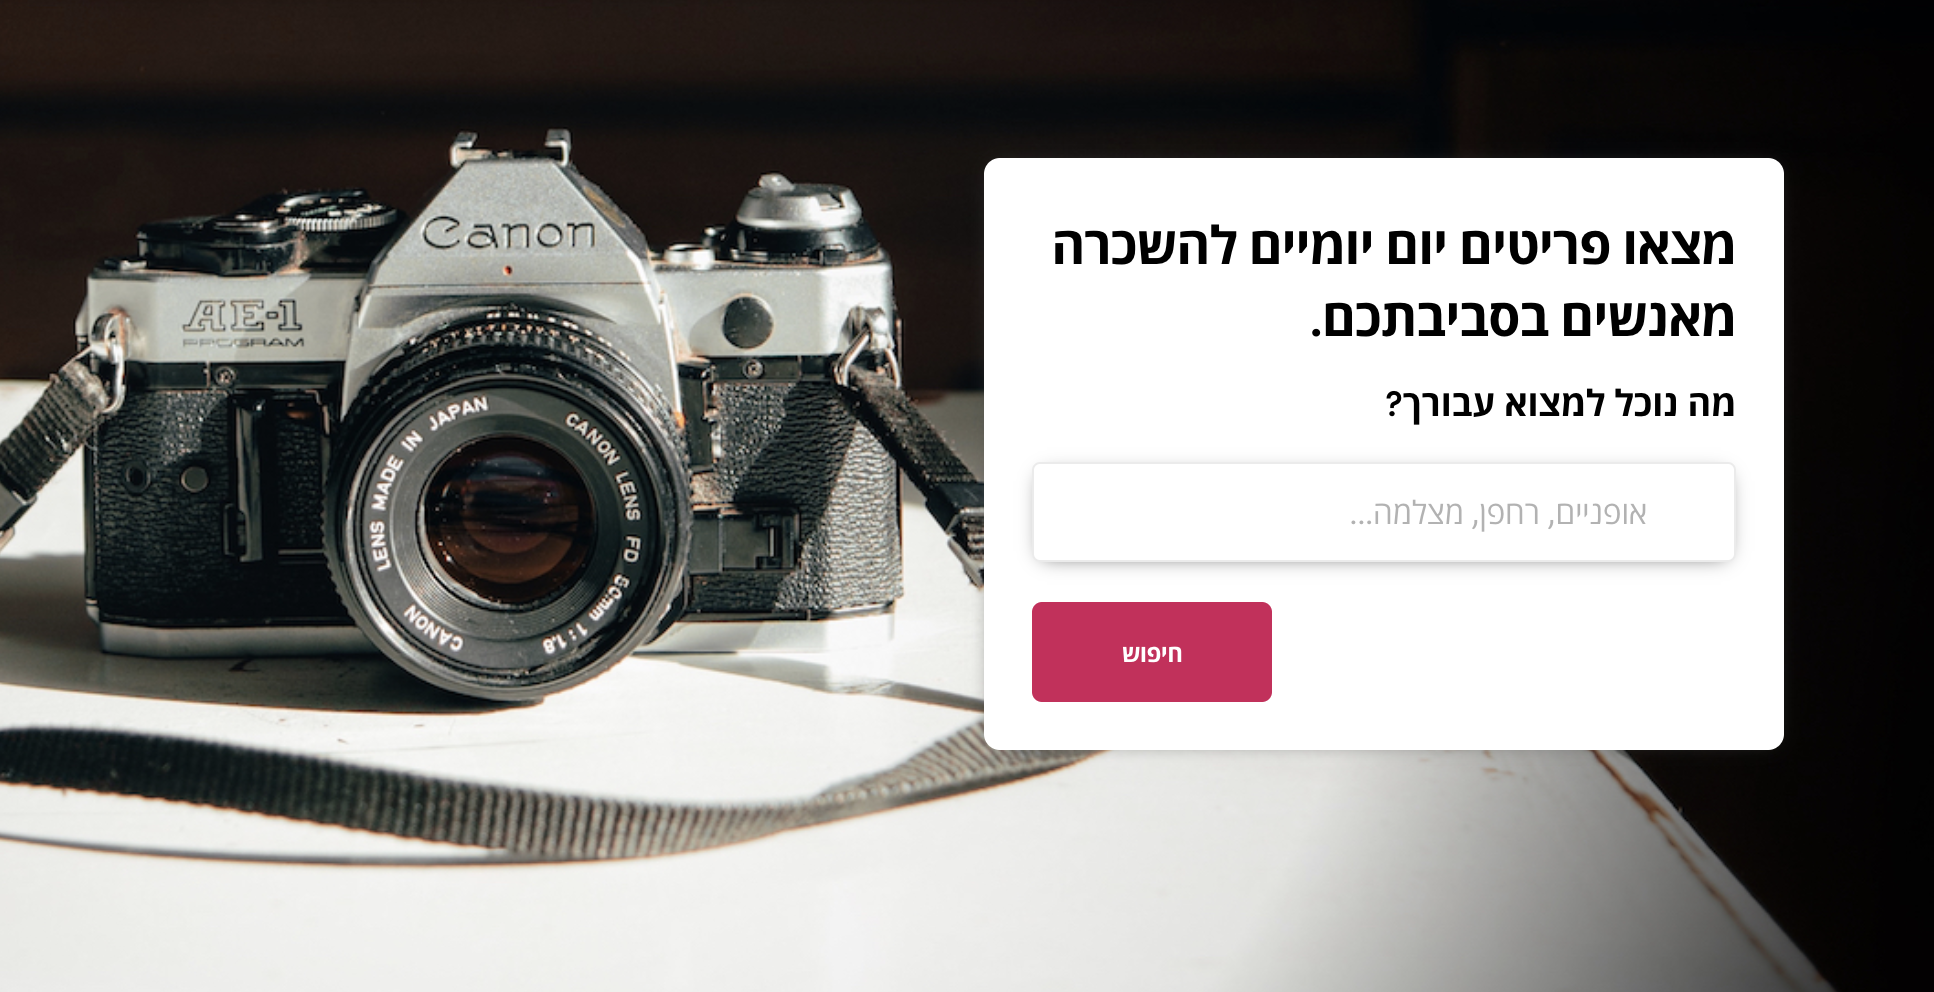 מצאו פריטים יום יומיים להשכרה
מאנשים בסביבתכם.
מה נוכל למצוא עבורך?
אופניים, רחפן, מצלמה...
חיפוש
Canon
AE-1
PROGRAM
CANON LENS FD 50mm 1:1.8
CANON
LENS MADE IN JAPAN